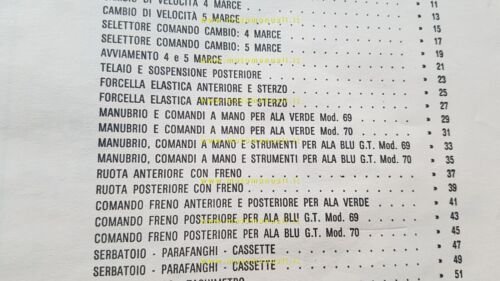 CAMBIO DI VELOCITÀ 4 MARCE . . . » 11
CAMBIO DI VELOCITÀ 5 MARCE . . . » 13
SELETTORE COMANDO CAMBIO: 4 MARCE . . . » 15
SELETTORE COMANDO CAMBIO: 5 MARCE . . . » 17
AVVIAMENTO 4 e 5 MARCE . . . » 19
TELAIO E SOSPENSIONE POSTERIORE . . . » 21
FORCELLA ELASTICA ANTERIORE E STERZO . . . » 23
FORCELLA ELASTICA ANTERIORE E STERZO . . . » 25
» 27
MANUBRIO E COMANDI A MANO PER ALA VERDE Mod. 69 . . . » 29
MANUBRIO E COMANDI A MANO PER ALA VERDE Mod. 70 . . . » 31
MANUBRIO, COMANDI A MANO E STRUMENTI PER ALA BLU G.T. Mod. 69 » 33
MANUBRIO, COMANDI A MANO E STRUMENTI PER ALA BLU G.T. Mod. 70 » 35
RUOTA ANTERIORE CON FRENO . . . » 37
RUOTA POSTERIORE CON FRENO . . . » 39
COMANDO FRENO ANTERIORE E POSTERIORE PER ALA VERDE . . . » 41
COMANDO FRENO POSTERIORE PER ALA BLU G.T. Mod. 69 . . . » 43
COMANDO FRENO POSTERIORE PER ALA BLU G.T. Mod. 70 . . . » 45
SERBATOIO - PARAFANGHI - CASSETTE . . . » 47
SERBATOIO - PARAFANGHI - CASSETTE . . . » 49
TACHIMETRO » 51